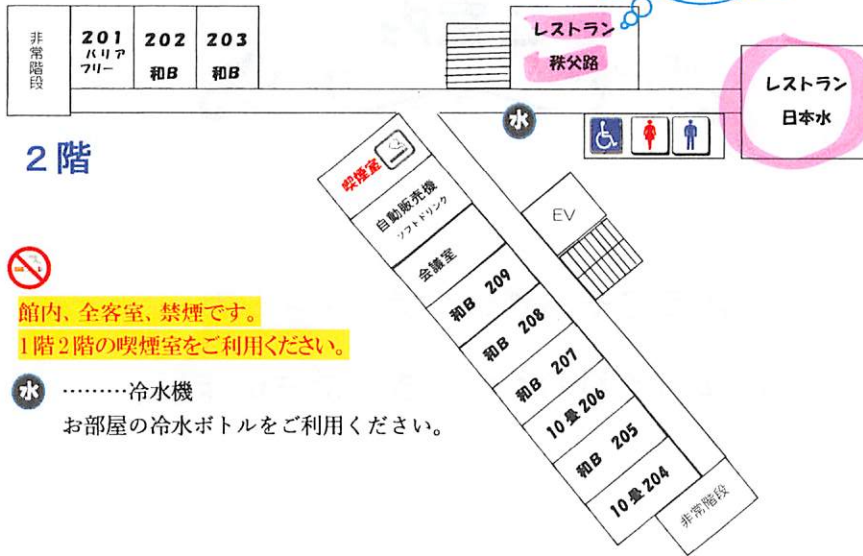 非常階段
201
バリア
フリー
202
和B
203
和B
レストラン
秩父路
レストラン
日本水
水
2階
喫煙室
自動販売機
ソフトドリンク
会議室
和B 209
和B 208
和B 207
10畳 206
和B 205
10畳 204
非常階段
EV
館内、全客室、禁煙です。
1階2階の喫煙室をご利用ください。
水 ………冷水機
お部屋の冷水ボトルをご利用ください。